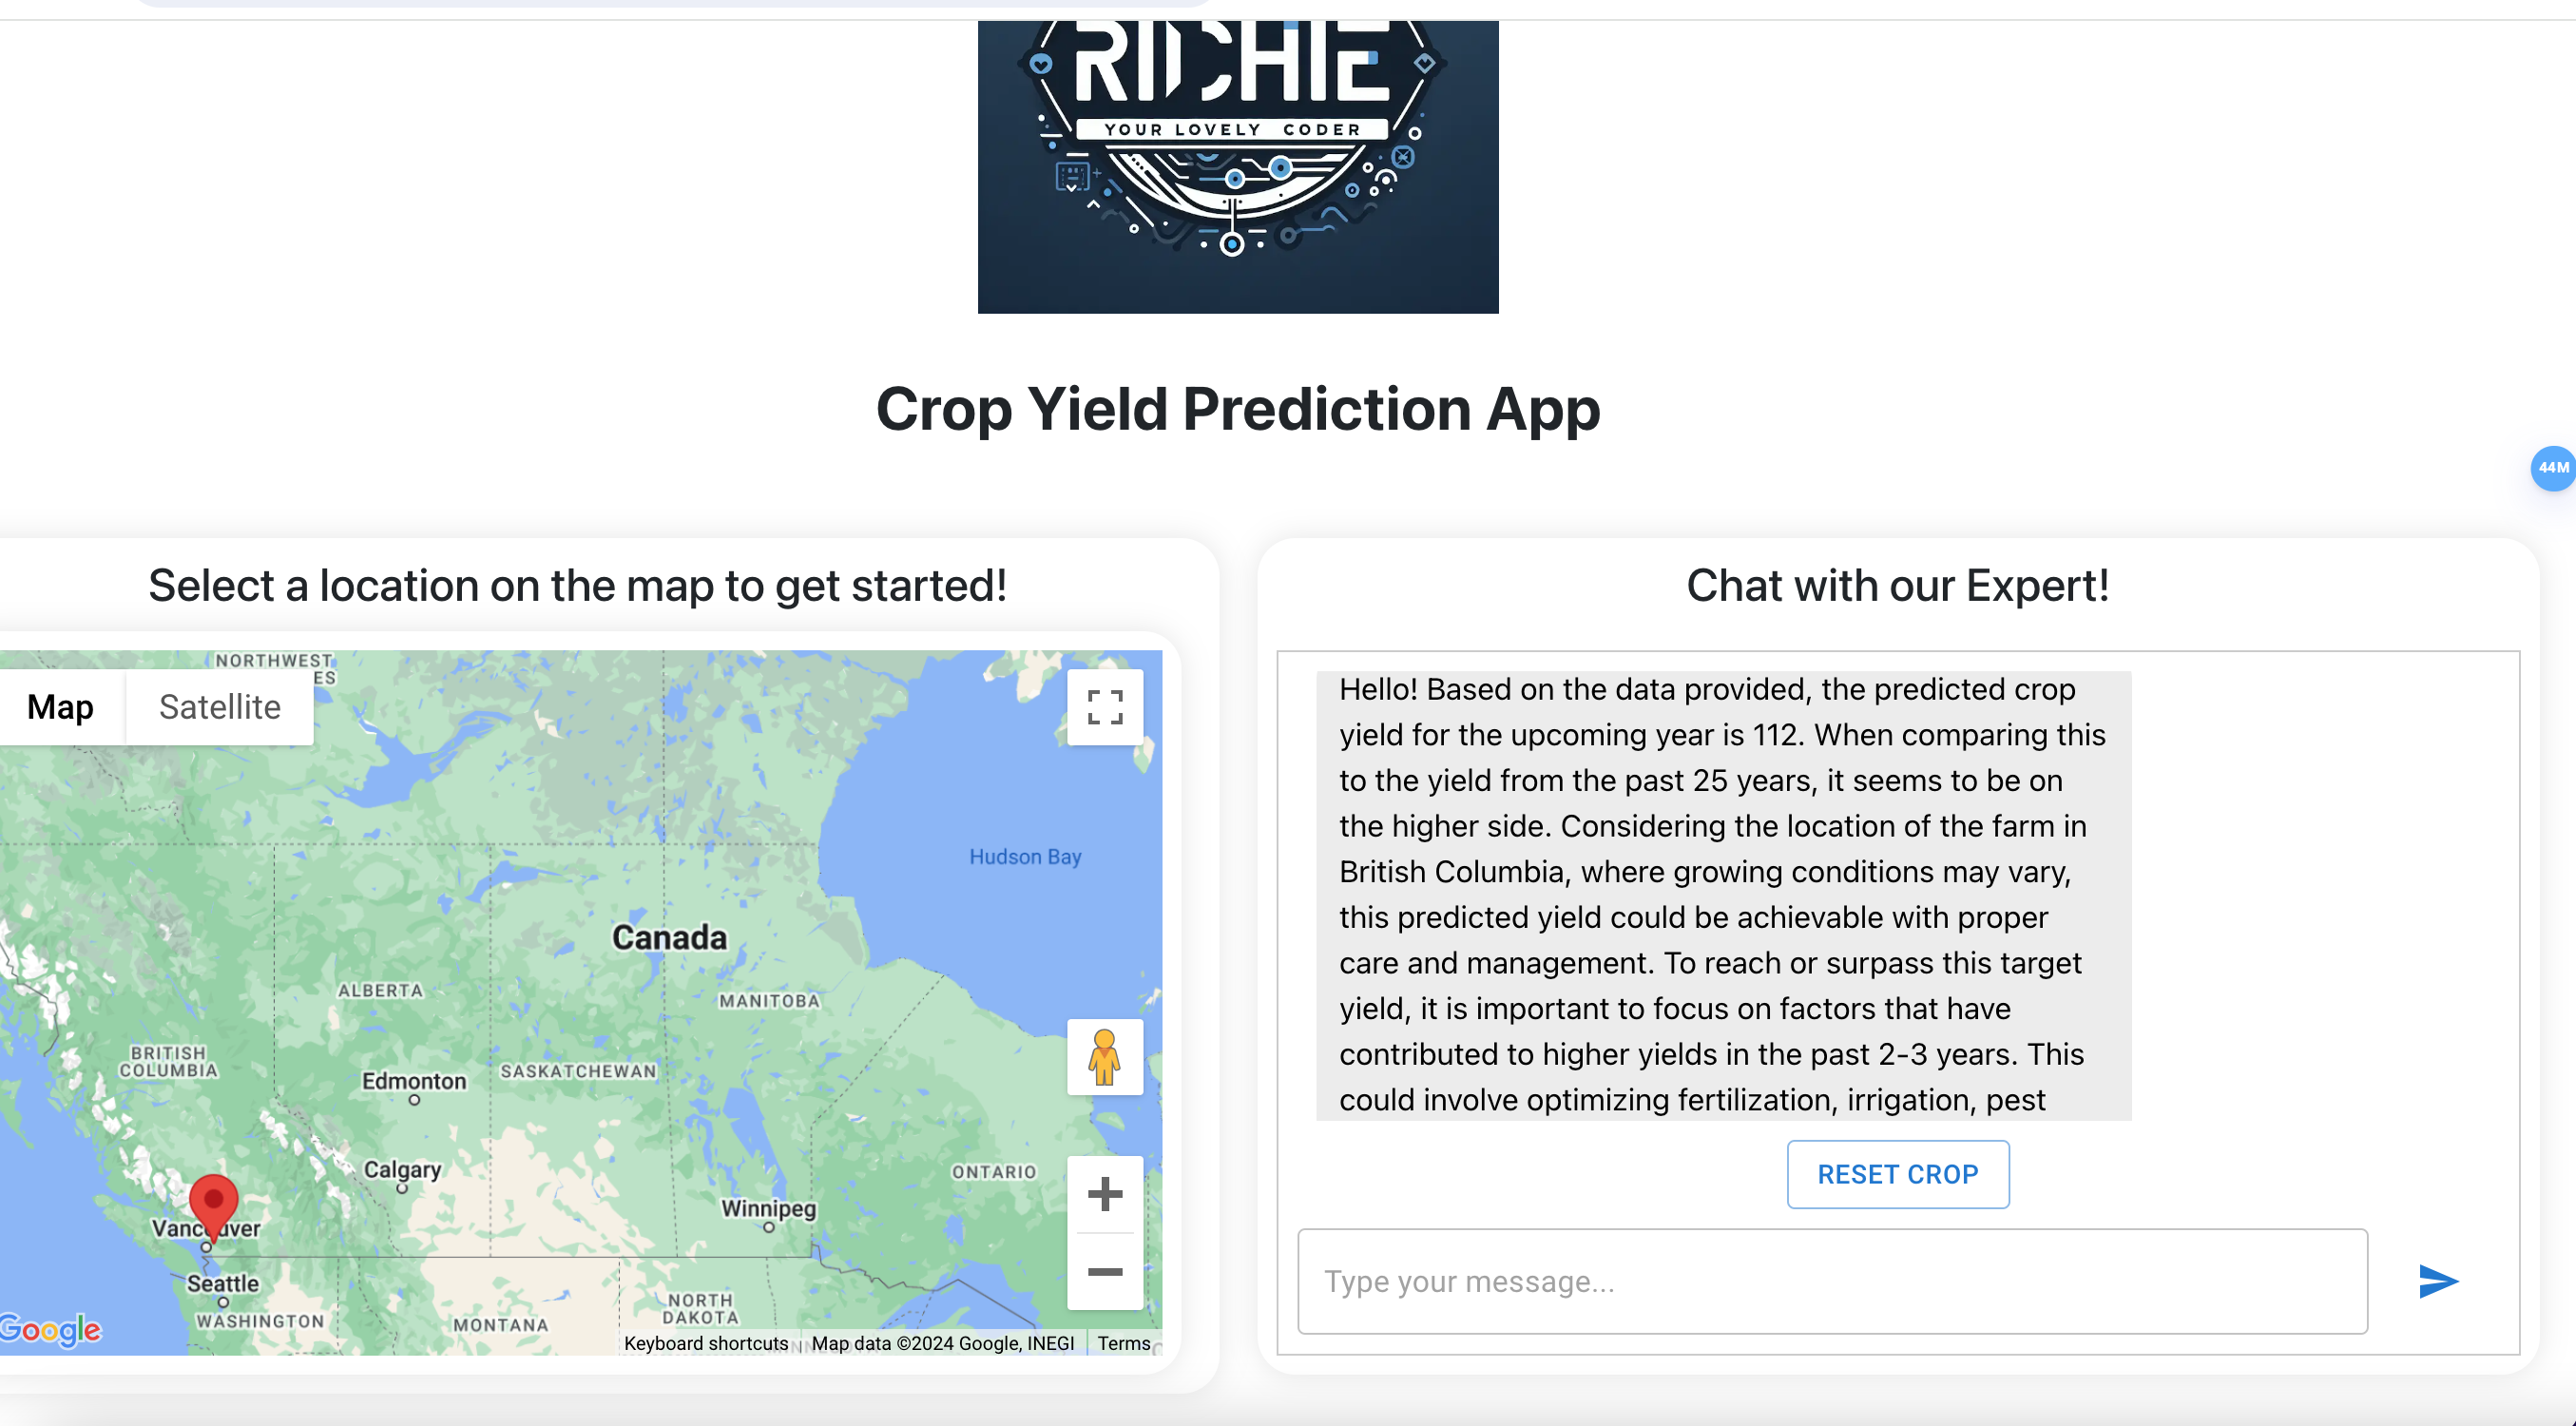 RICHIE
YOUR LOVELY CODER
Crop Yield Prediction App
44M
Select a location on the map to get started!
Map
Satellite
NORTHWEST
ES
Hudson Bay
Canada
ALBERTA
MANITOBA
BRITISH
COLUMBIA
Edmonton
SASKATCHEWAN
Calgary
ONTARIO
Winnipeg
Vancouver
Seattle
WASHINGTON
MONTANA
NORTH
DAKOTA
Google
Keyboard shortcuts
Map data ©2024 Google, INEGI
Terms
Chat with our Expert!
Hello! Based on the data provided, the predicted crop
yield for the upcoming year is 112. When comparing this
to the yield from the past 25 years, it seems to be on
the higher side. Considering the location of the farm in
British Columbia, where growing conditions may vary,
this predicted yield could be achievable with proper
care and management. To reach or surpass this target
yield, it is important to focus on factors that have
contributed to higher yields in the past 2-3 years. This
could involve optimizing fertilization, irrigation, pest
RESET CROP
Type your message...